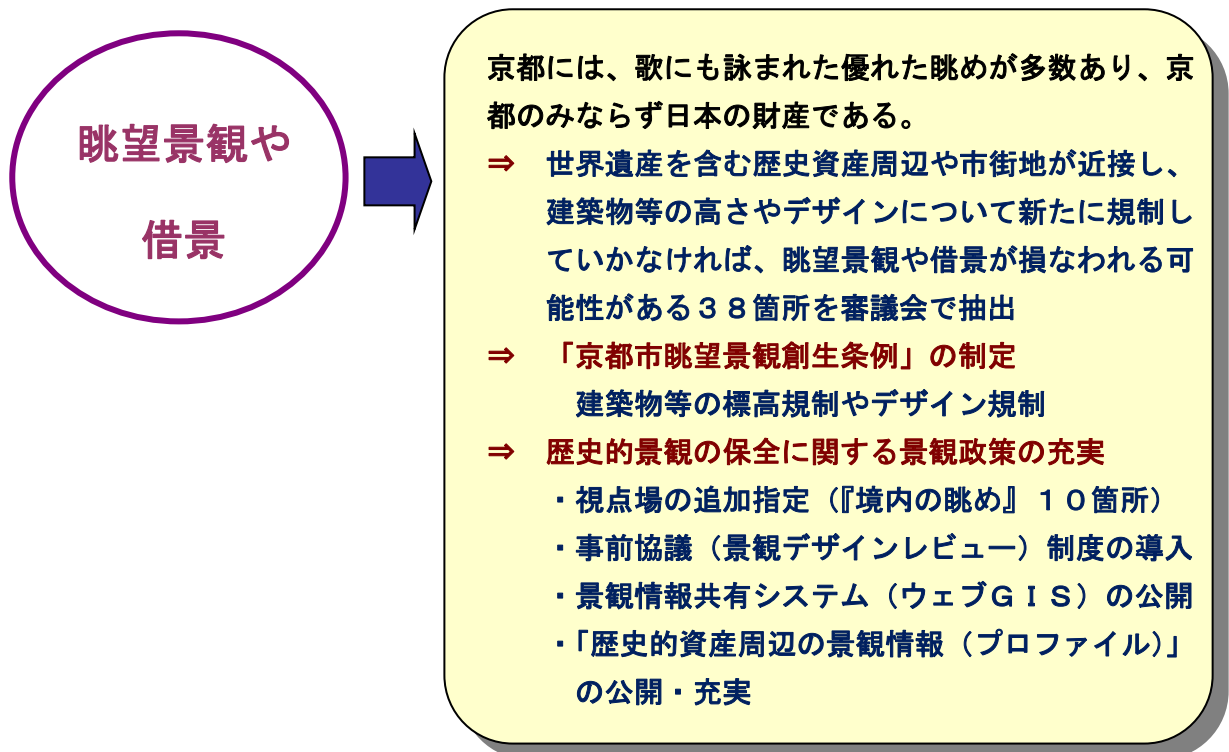 眺望景観や
借景
京都には、歌にも詠まれた優れた眺めが多数あり、京
都のみならず日本の財産である。
⇒　世界遺産を含む歴史資産周辺や市街地が近接し、
建築物等の高さやデザインについて新たに規制し
ていかなければ、眺望景観や借景が損なわれる可
能性がある３８箇所を審議会で抽出
⇒　「京都市眺望景観創生条例」の制定
建築物等の標高規制やデザイン規制
⇒　歴史的景観の保全に関する景観政策の充実
・視点場の追加指定（『境内の眺め』１０箇所）
・事前協議（景観デザインレビュー）制度の導入
・景観情報共有システム（ウェブＧＩＳ）の公開
・「歴史的資産周辺の景観情報（プロファイル）」
の公開・充実